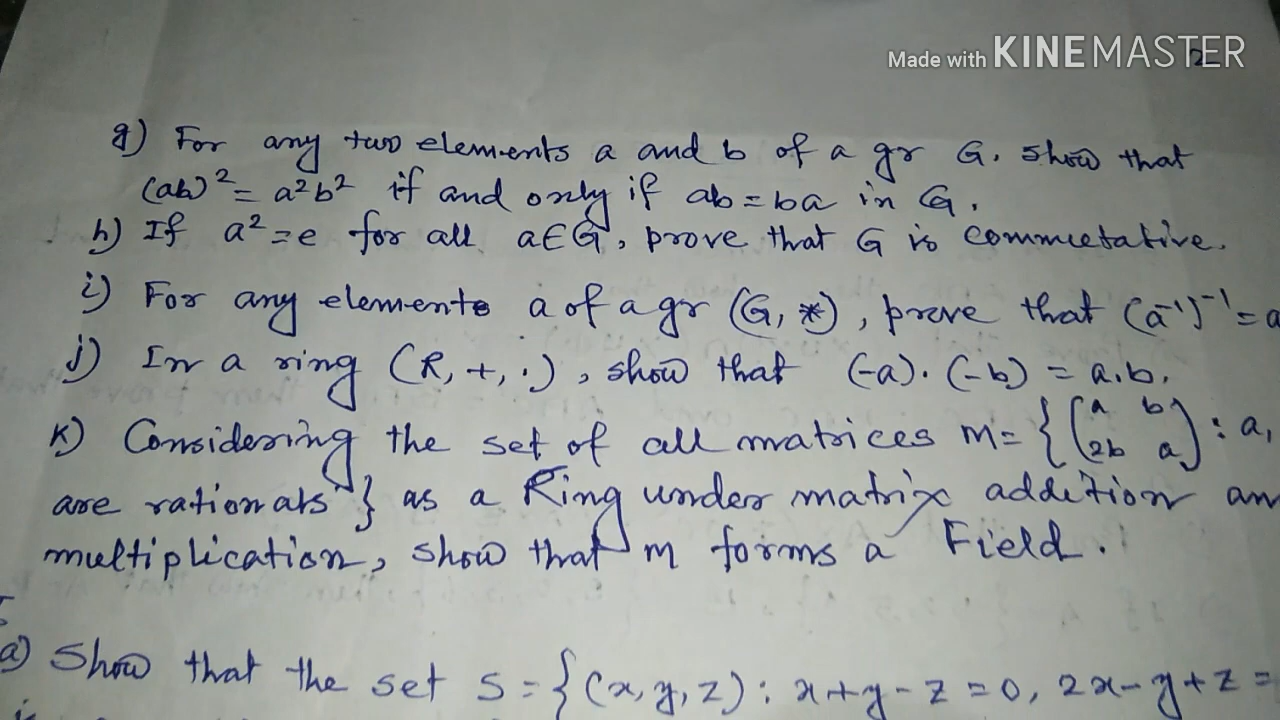 Made with KINEMASTER
2
g) For any two elements a and b of a gr G. show that
(ab)² = a²b² if and only if ab = ba in G.
h) If a² = e for all a∈G, prove that G is commutative.
i) For any elements a of a gr (G, *), prove that (a⁻¹)⁻¹ = a
j) In a ring (R, +, ·), show that (-a)·(-b) = a.b.
K) Considering the set of all matrices M = { (a b; 2b a) : a,
are rationals } as a Ring under matrix addition an
multiplication, show that M forms a Field.
a) Show that the set S = { (x, y, z) : x+y-z = 0, 2x-y+z =